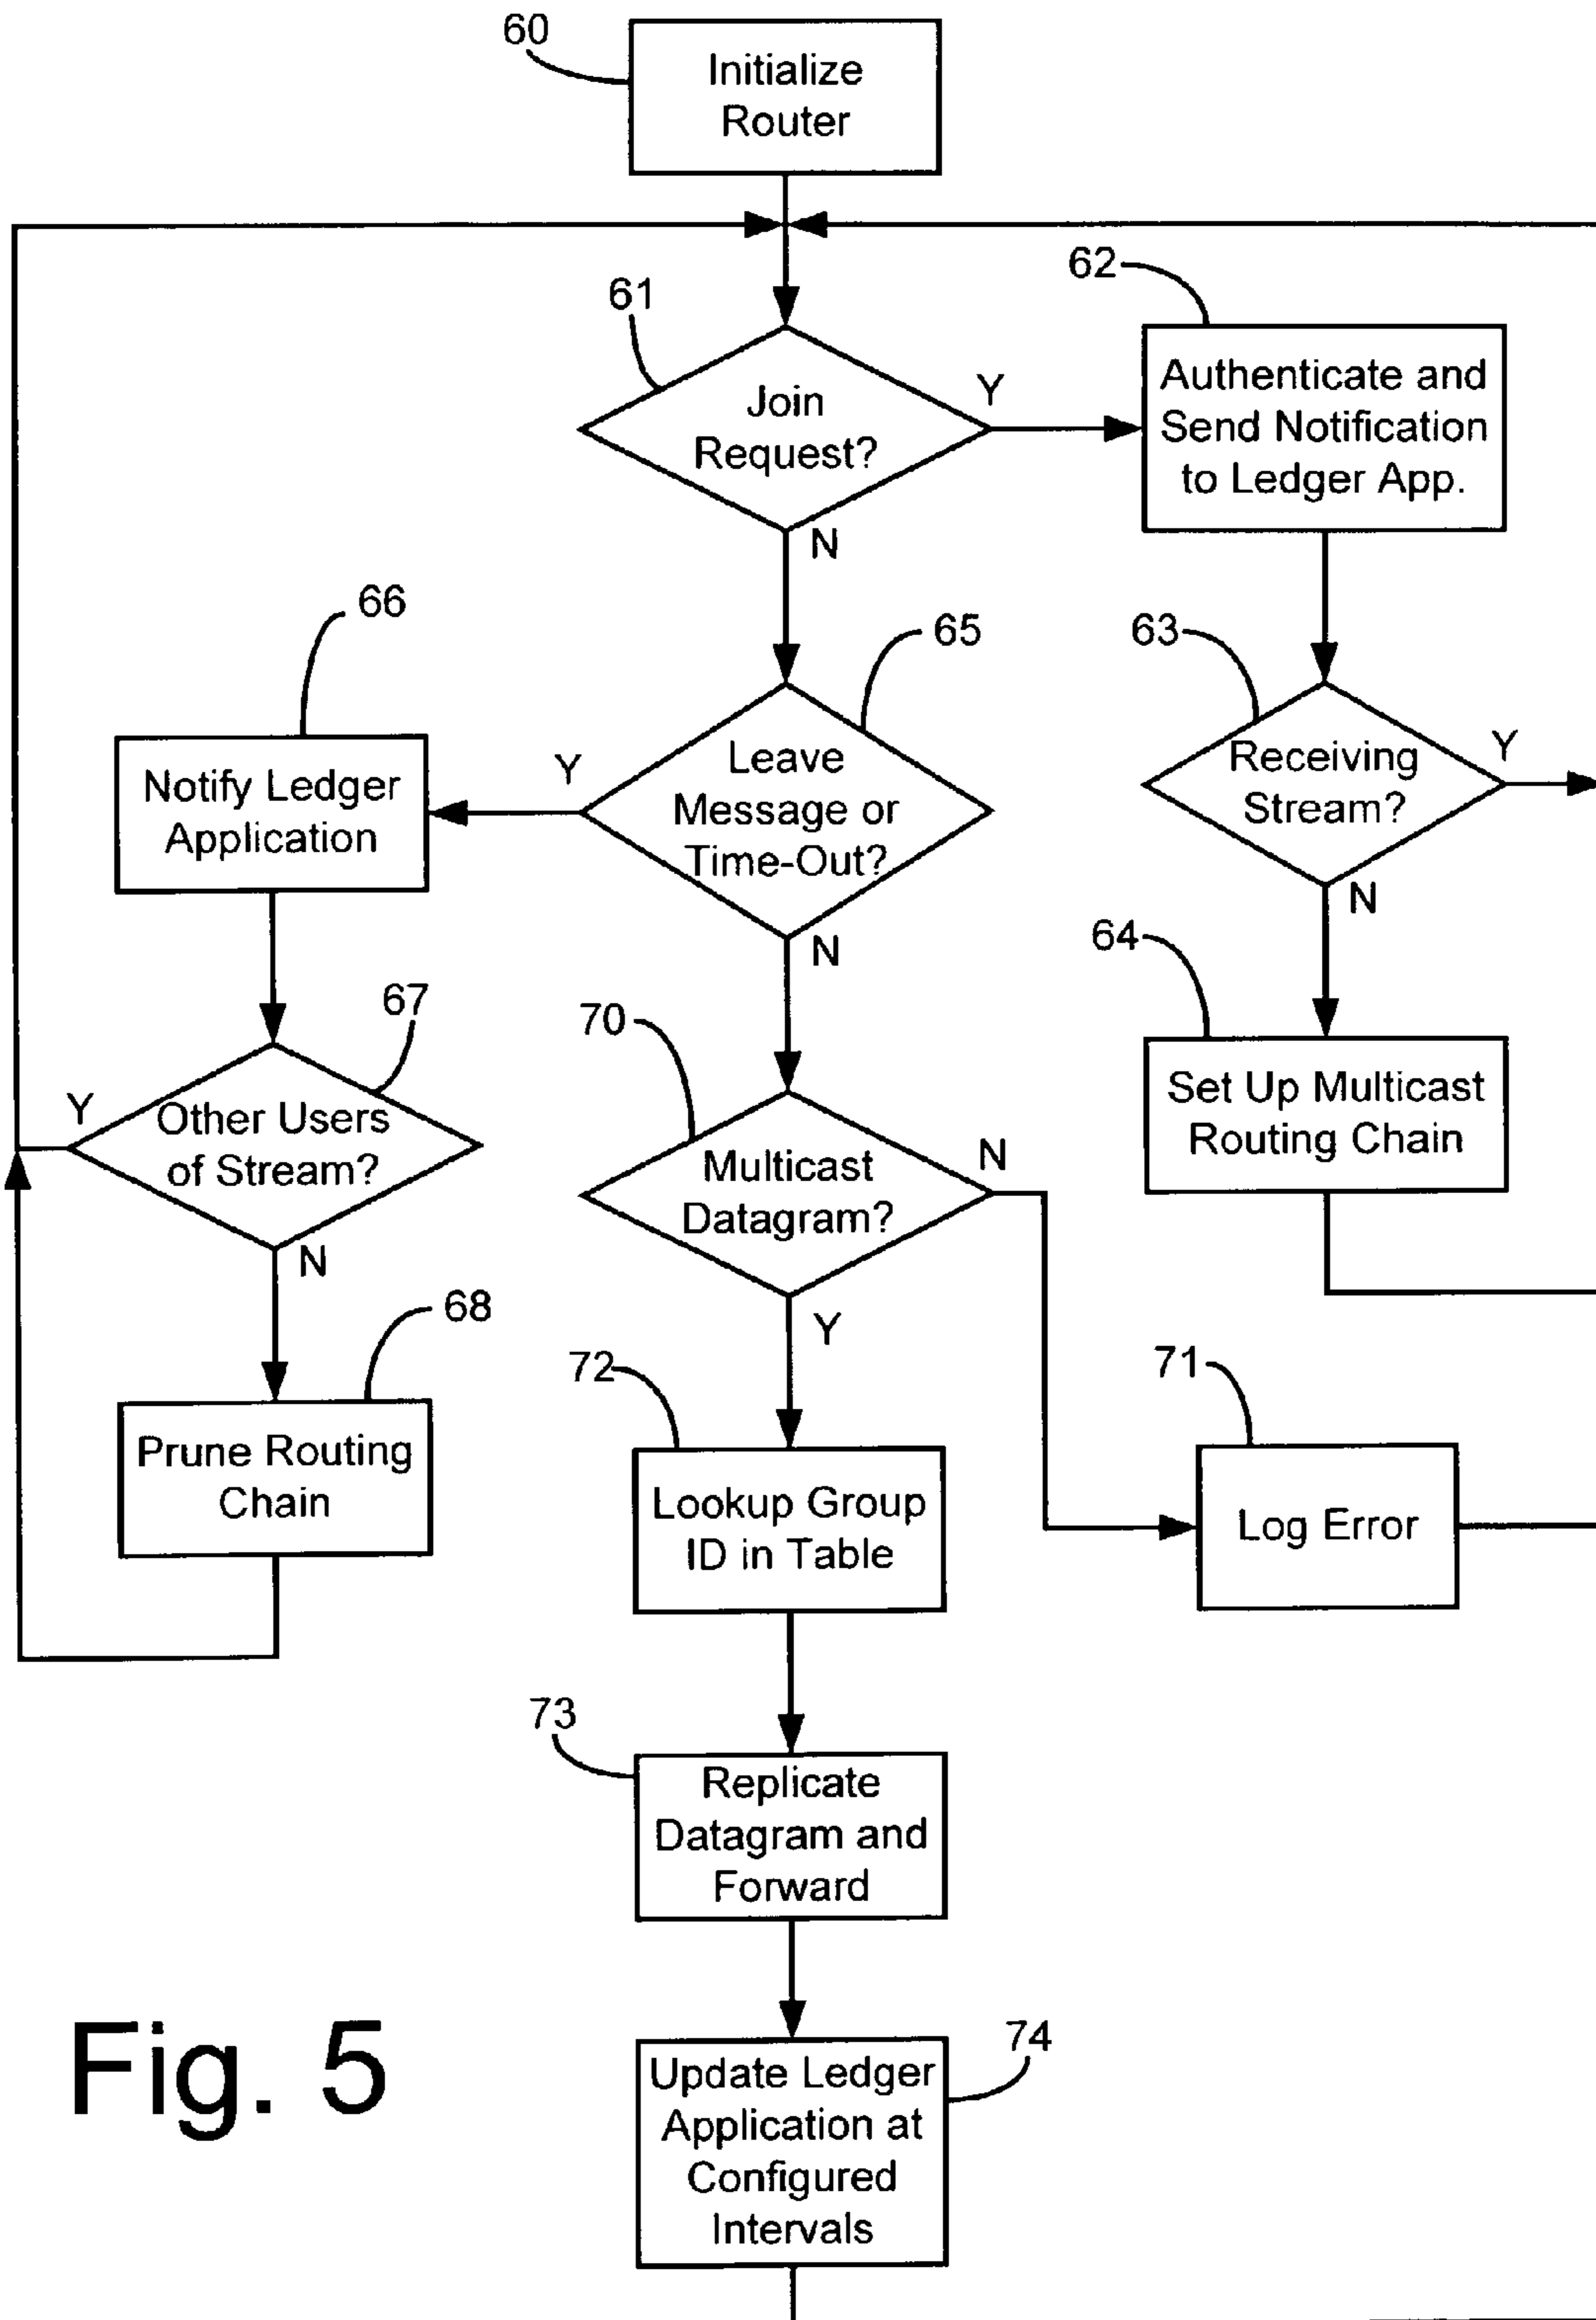 60
Initialize
Router
61
Join
Request?
Y
N
62
Authenticate and
Send Notification
to Ledger App.
66
65
63
Notify Ledger
Application
Y
Leave
Message or
Time-Out?
N
Receiving
Stream?
Y
N
67
70
64
Y
Other Users
of Stream?
N
Multicast
Datagram?
N
Y
Set Up Multicast
Routing Chain
68
72
71
Prune Routing
Chain
Lookup Group
ID in Table
Log Error
73
Replicate
Datagram and
Forward
74
Update Ledger
Application at
Configured
Intervals
Fig. 5